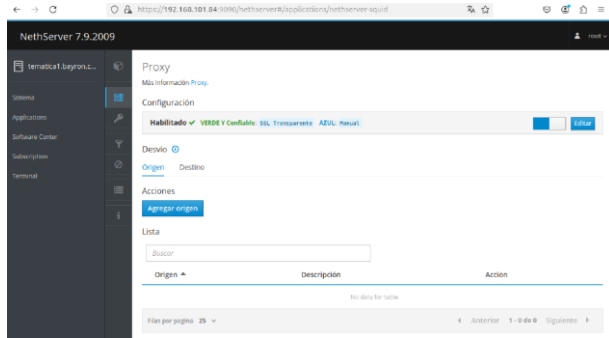 https://192.168.101.84:9090/nethserver#/applications/nethserver-squid
NethServer 7.9.2009
root
tematica1.bayron.c...
Sistema
Applications
Software Center
Subscription
Terminal
Proxy
Más información Proxy.
Configuración
Habilitado ✓ VERDE Y Confiable: SSL Transparente AZUL: Manual
Editar
Desvio
Origen Destino
Acciones
Agregar origen
Lista
Buscar
Origen Descripción Accion
No data for table
Filas por pagina 25
Anterior 1 - 0 de 0 Siguiente